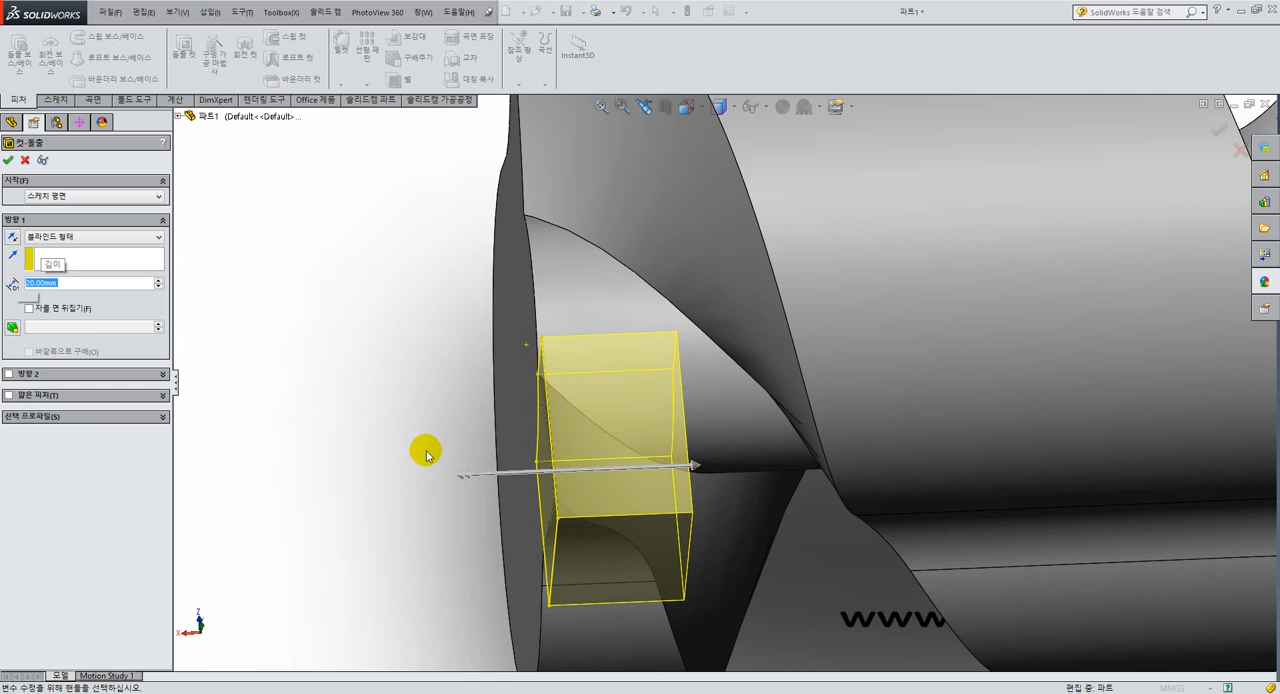 SOLIDWORKS
파일(F) 편집(E) 보기(V) 삽입(I) 도구(T) Toolbox(X) 솔리드 캠 PhotoView 360 창(W) 도움말(H)
파트1 *
SolidWorks 도움말 검색
돌출 보스/베이스
회전 보스/베이스
스윕 보스/베이스
로프트 보스/베이스
바운더리 보스/베이스
돌출 컷
구멍 가공 마법사
회전 컷
스윕 컷
로프트 컷
바운더리 컷
필렛
선형 패턴
보강대
구배주기
쉘
곡면 포장
교차
대칭 복사
참조 형상
곡선
Instant3D
피처 스케치 곡면 몰드 도구 계산 DimXpert 렌더링 도구 Office 제품 솔리드캠 파트 솔리드캠 가공공정
파트1 (Default<<Default>...
컷-돌출
시작(F)
스케치 평면
방향 1
블라인드 형태
깊이
20.00mm
자를 면 뒤집기(F)
바깥쪽으로 구배(O)
방향 2
얇은 피처(T)
선택 프로파일(S)
Z
X
www
모델 Motion Study 1
변수 수정을 위해 핸들을 선택하십시오.
편집 중: 파트
MMGS